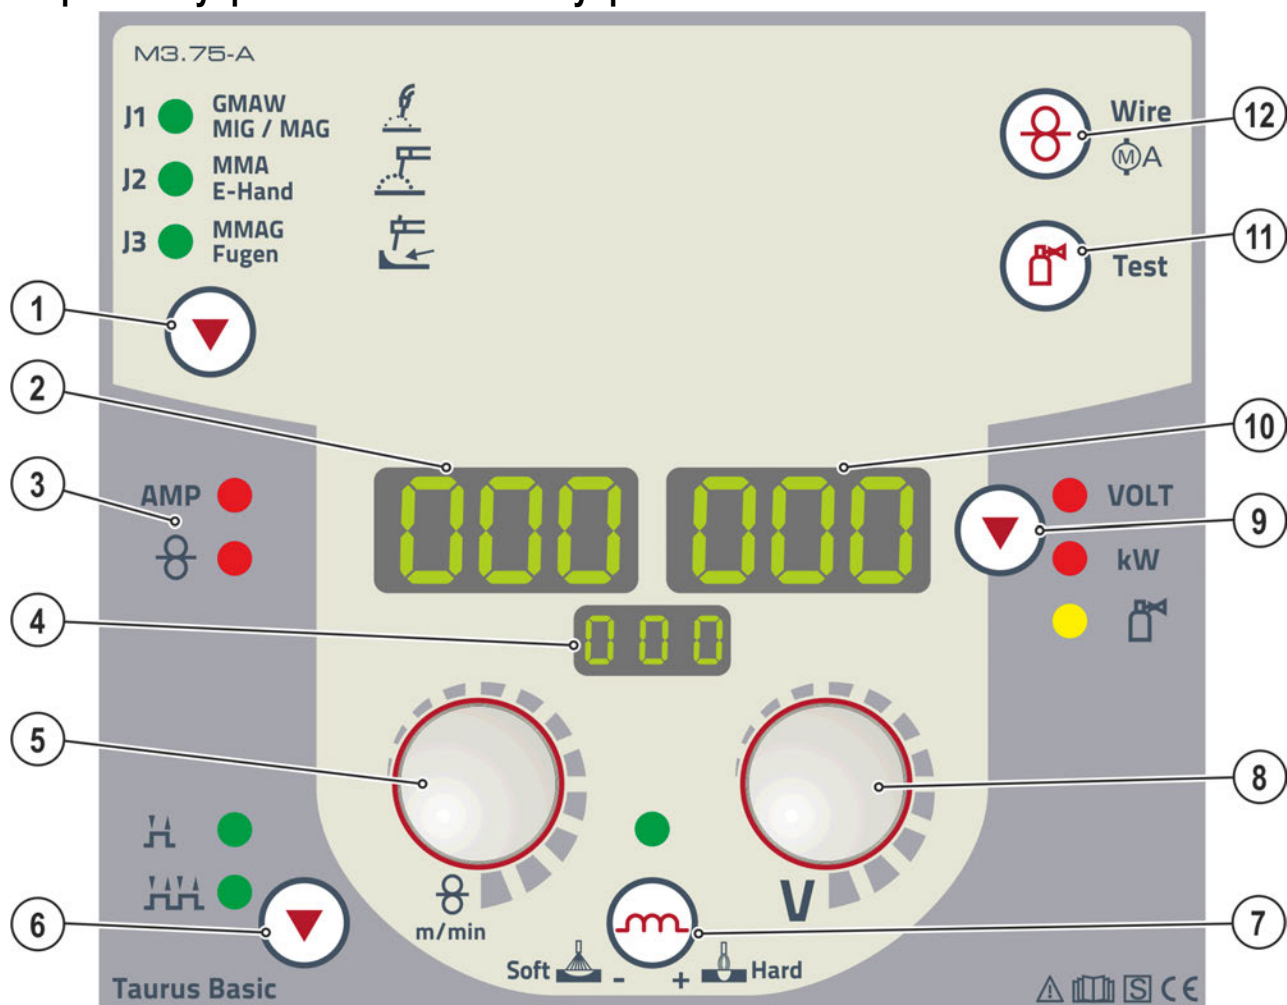 M3.75-A
J1 GMAW
MIG / MAG
J2 MMA
E-Hand
J3 MMAG
Fugen
12
Wire
M A
11
Test
1
2
10
3
AMP
000
000
VOLT
9
kW
4
000
5
8
6
m/min
V
7
Soft - + Hard
Taurus Basic
S CE